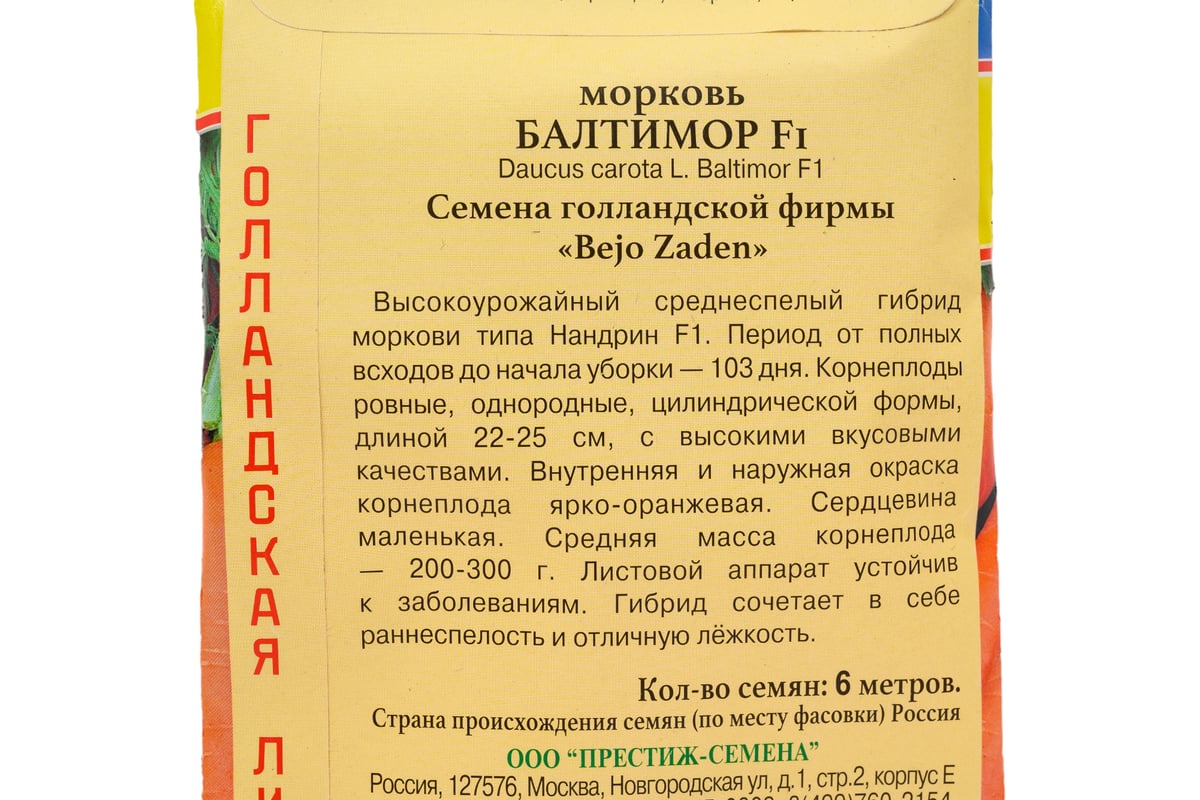 морковь
БАЛТИМОР F1
Daucus carota L. Baltimor F1
Семена голландской фирмы
«Bejo Zaden»
Высокоурожайный среднеспелый гибрид
моркови типа Нандрин F1. Период от полных
всходов до начала уборки — 103 дня. Корнеплоды
ровные, однородные, цилиндрической формы,
длиной 22-25 см, с высокими вкусовыми
качествами. Внутренняя и наружная окраска
корнеплода ярко-оранжевая. Сердцевина
маленькая. Средняя масса корнеплода
— 200-300 г. Листовой аппарат устойчив
к заболеваниям. Гибрид сочетает в себе
раннеспелость и отличную лёжкость.
Кол-во семян: 6 метров.
Страна происхождения семян (по месту фасовки) Россия
ООО “ПРЕСТИЖ-СЕМЕНА”
Россия, 127576, Москва, Новгородская ул, д.1, стр.2, корпус Е
ГОЛЛАНДСКАЯ ЛИ